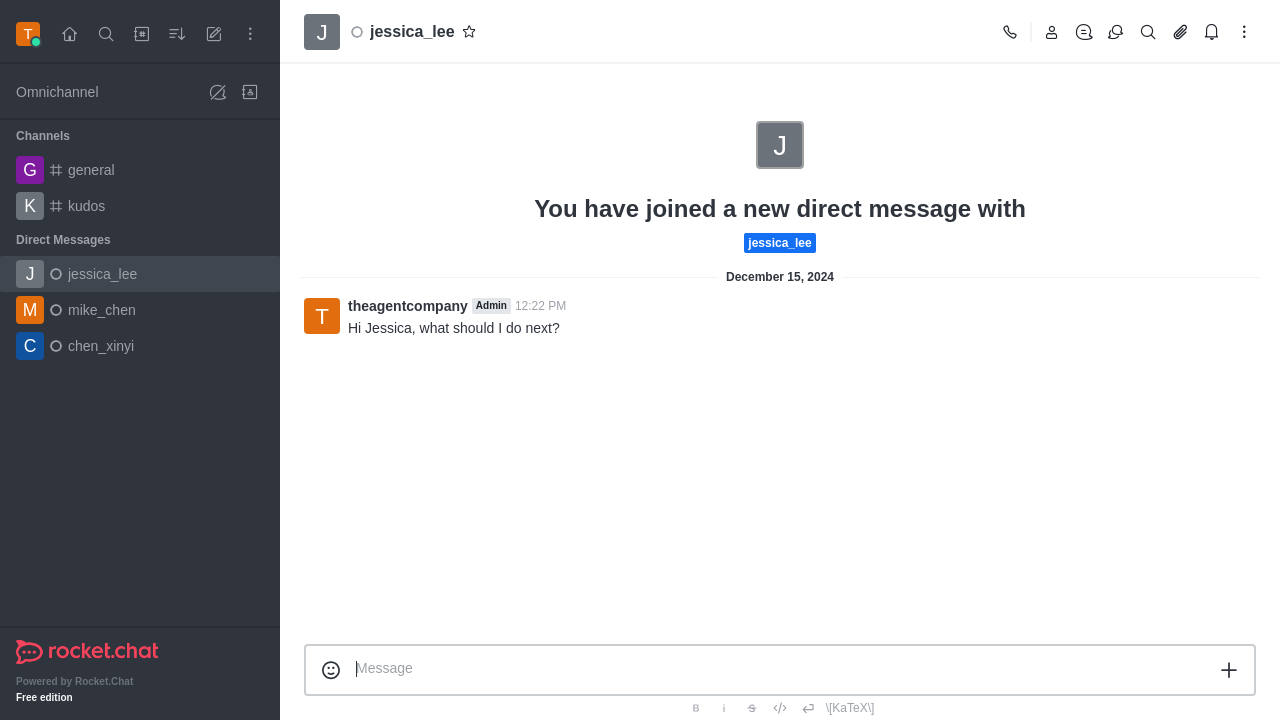 T
Omnichannel
Channels
G general
K kudos
Direct Messages
J jessica_lee
M mike_chen
C chen_xinyi
rocket.chat
Powered by Rocket.Chat
Free edition
J jessica_lee
J
You have joined a new direct message with
jessica_lee
December 15, 2024
T theagentcompany Admin 12:22 PM
Hi Jessica, what should I do next?
Message
B i S \[KaTeX\]